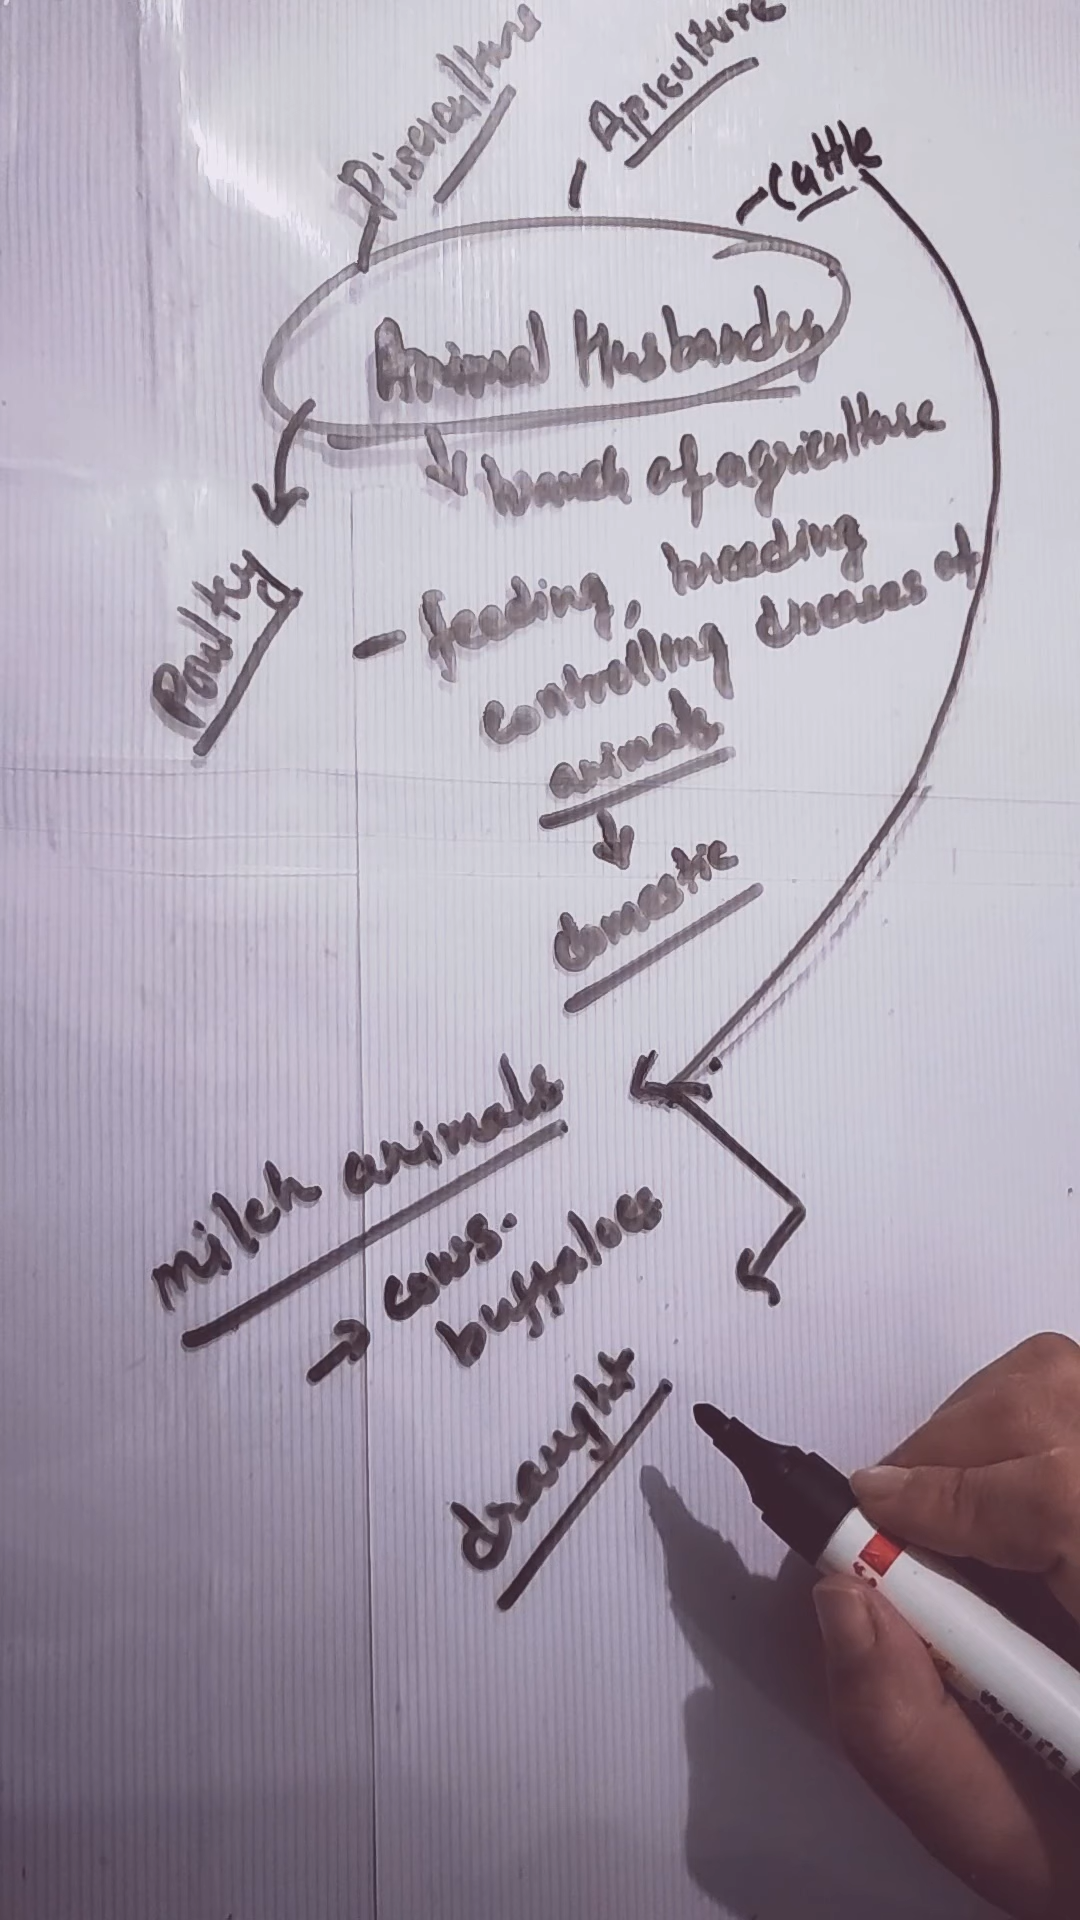 Pisciculture
Apiculture
Cattle
Animal Husbandry
branch of agriculture
- feeding, breeding
controlling diseases of
animals
domestic
Poultry
milch animals
cows.
buffaloes
draught
WHITE